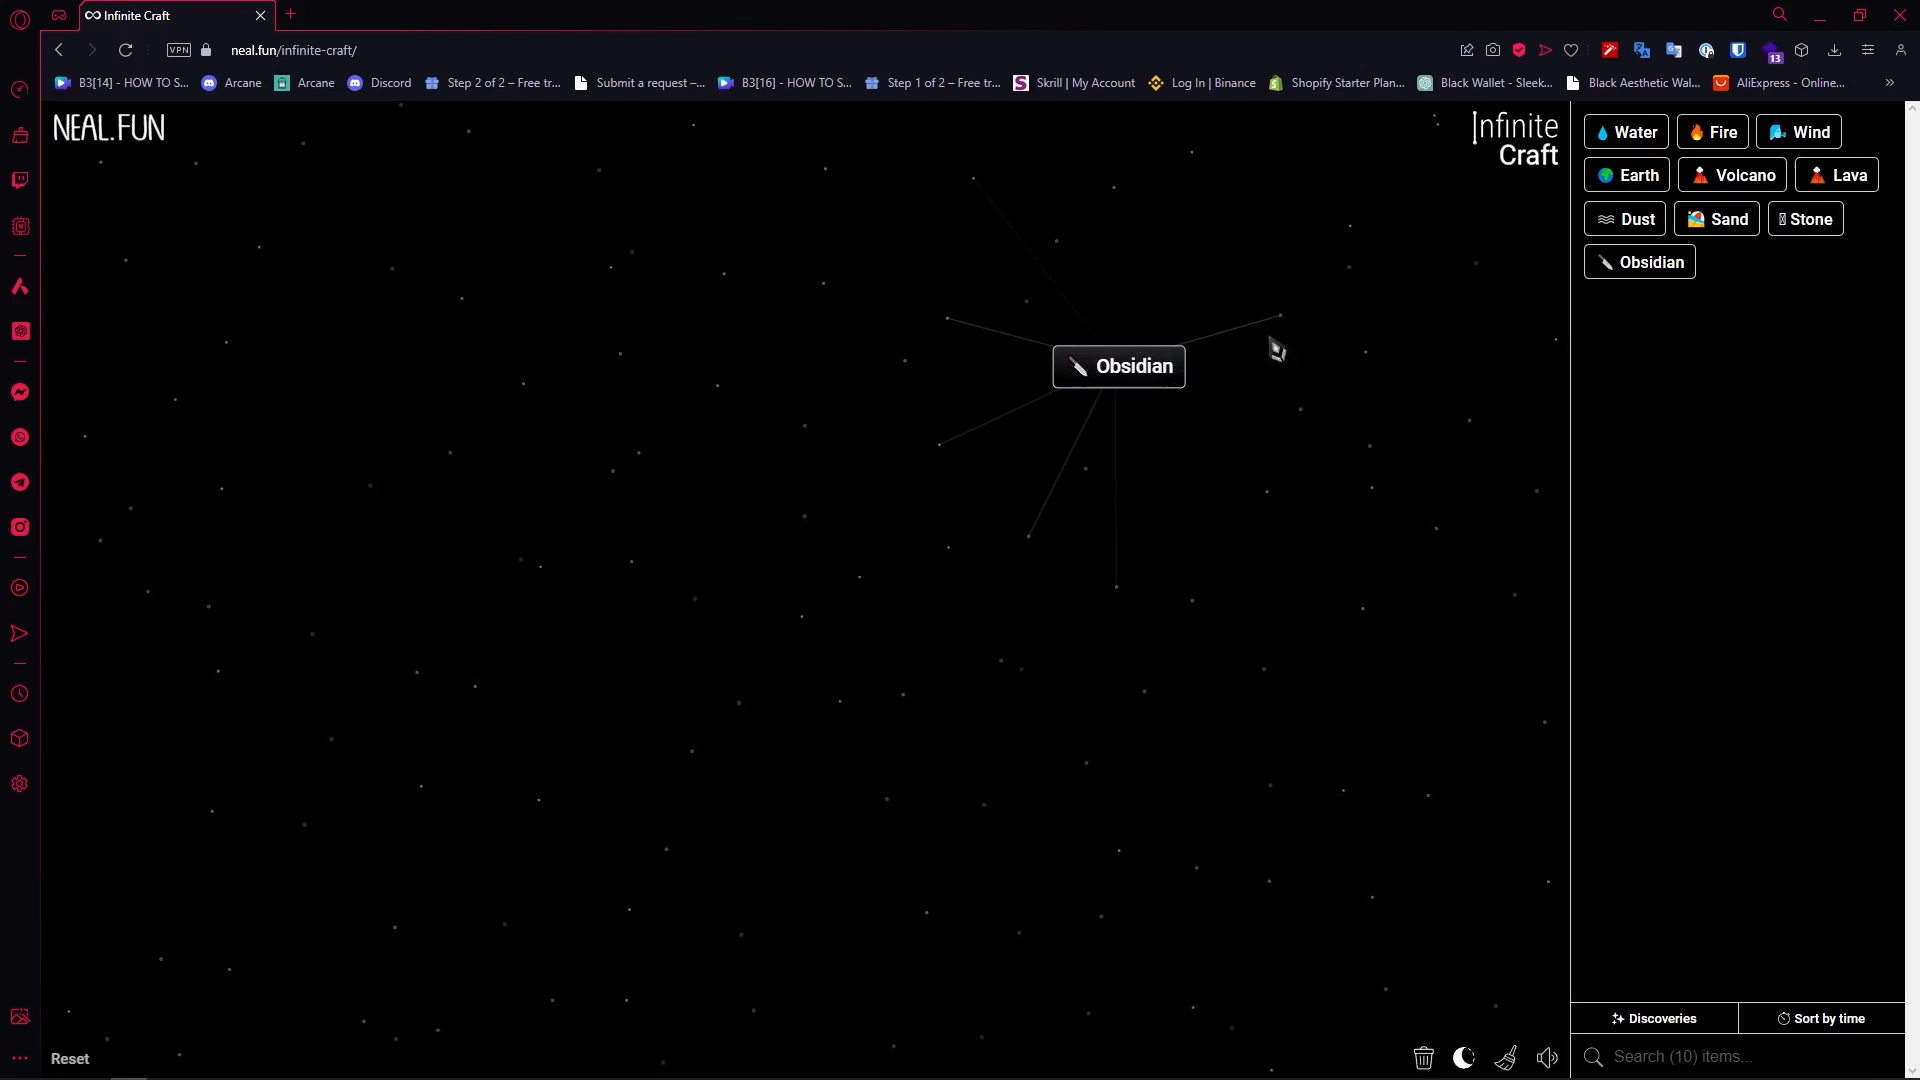 Infinite Craft
VPN neal.fun/infinite-craft/
13
B3[14] - HOW TO S... Arcane Arcane Discord Step 2 of 2 – Free tr... Submit a request –... B3[16] - HOW TO S... Step 1 of 2 – Free tr... Skrill | My Account Log In | Binance Shopify Starter Plan,... Black Wallet - Sleek,... Black Aesthetic Wal... AliExpress - Online...
NEAL.FUN
Infinite
Craft
Water Fire Wind
Earth Volcano Lava
Dust Sand Stone
Obsidian
Obsidian
Discoveries Sort by time
Reset
Search (10) items...